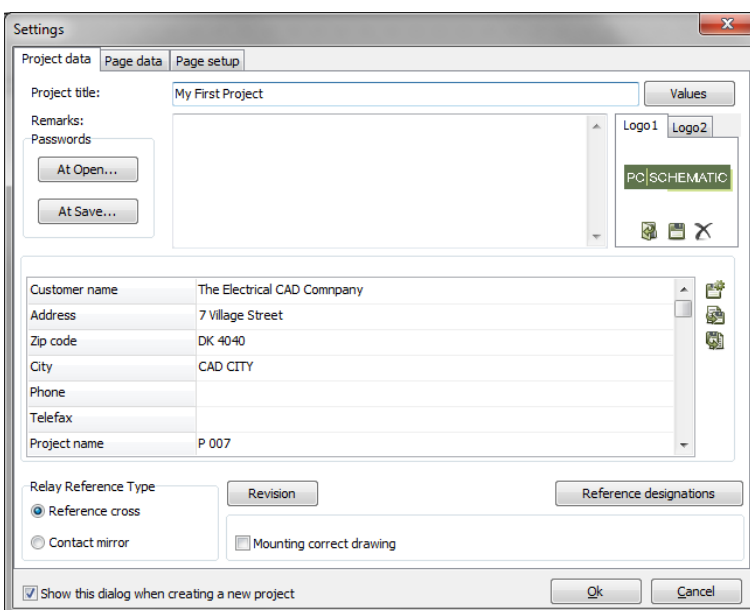 Settings
Project data Page data Page setup
Project title: My First Project Values
Remarks:
Passwords
At Open...
At Save...
Logo1 Logo2
PC|SCHEMATIC
Customer name The Electrical CAD Comnpany
Address 7 Village Street
Zip code DK 4040
City CAD CITY
Phone
Telefax
Project name P 007
Relay Reference Type
Reference cross
Contact mirror
Revision
Reference designations
Mounting correct drawing
Show this dialog when creating a new project
Ok Cancel